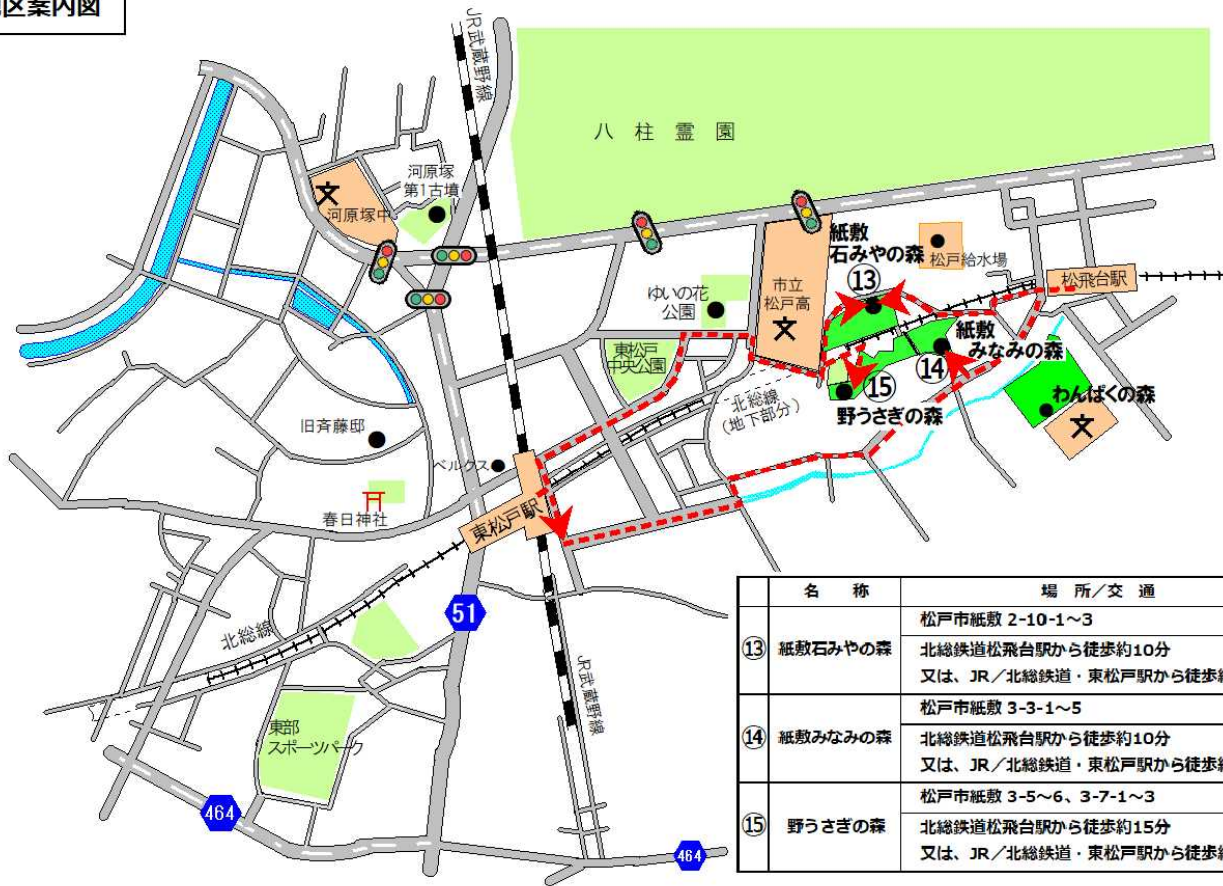 区案内図
JR武蔵野線
八柱霊園
河原塚
第1古墳
河原塚中
紙敷
石みやの森
⑬
松戸給水場
松飛台駅
ゆいの花
公園
市立
松戸高
紙敷
みなみの森
⑭
東松戸
中央公園
⑮
野うさぎの森
わんぱくの森
北総線
(地下部分)
旧斉藤邸
ベルクス
春日神社
東松戸駅
51
北総線
JR武蔵野線
東部
スポーツパーク
464
464
名 称 場 所/交 通
⑬ 紙敷石みやの森 松戸市紙敷 2-10-1~3
北総鉄道松飛台駅から徒歩約10分
又は、JR/北総鉄道・東松戸駅から徒歩
⑭ 紙敷みなみの森 松戸市紙敷 3-3-1~5
北総鉄道松飛台駅から徒歩約10分
又は、JR/北総鉄道・東松戸駅から徒歩
⑮ 野うさぎの森 松戸市紙敷 3-5~6、3-7-1~3
北総鉄道松飛台駅から徒歩約15分
又は、JR/北総鉄道・東松戸駅から徒歩